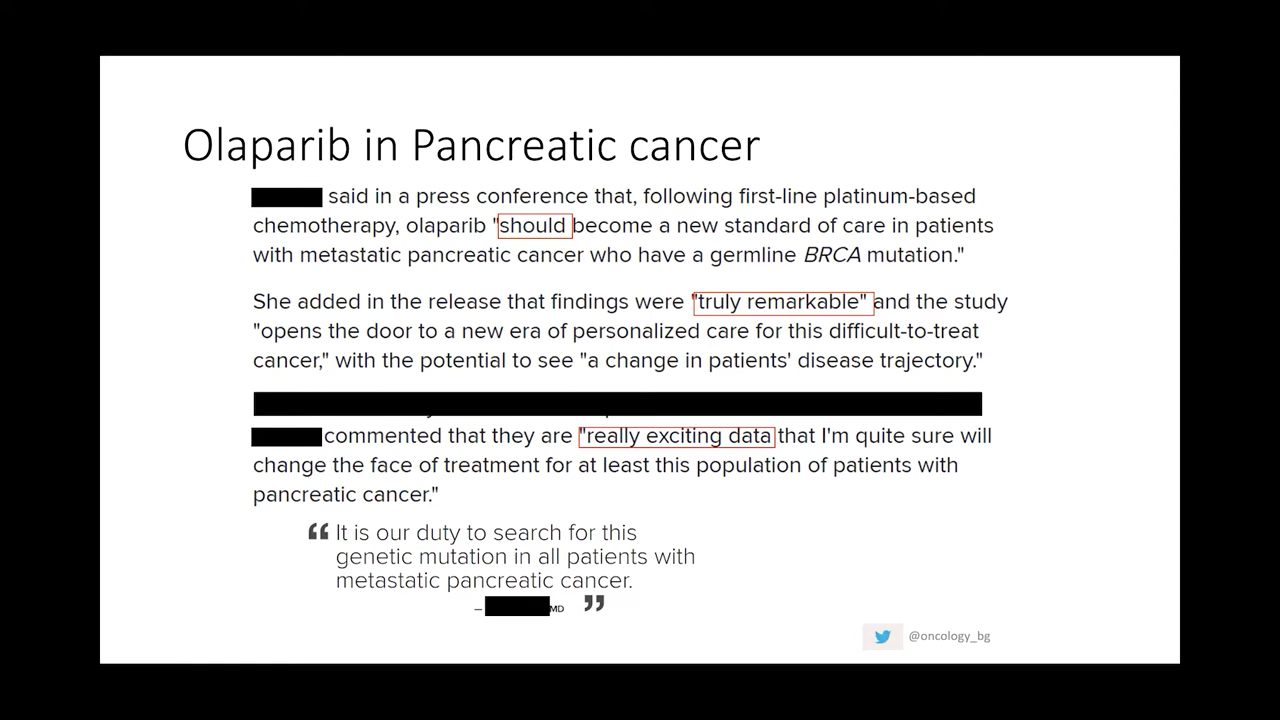 Olaparib in Pancreatic cancer
said in a press conference that, following first-line platinum-based
chemotherapy, olaparib "should become a new standard of care in patients
with metastatic pancreatic cancer who have a germline BRCA mutation."
She added in the release that findings were "truly remarkable" and the study
"opens the door to a new era of personalized care for this difficult-to-treat
cancer," with the potential to see "a change in patients' disease trajectory."
commented that they are "really exciting data that I'm quite sure will
change the face of treatment for at least this population of patients with
pancreatic cancer."
“ It is our duty to search for this
genetic mutation in all patients with
metastatic pancreatic cancer.
– MD ”
@oncology_bg